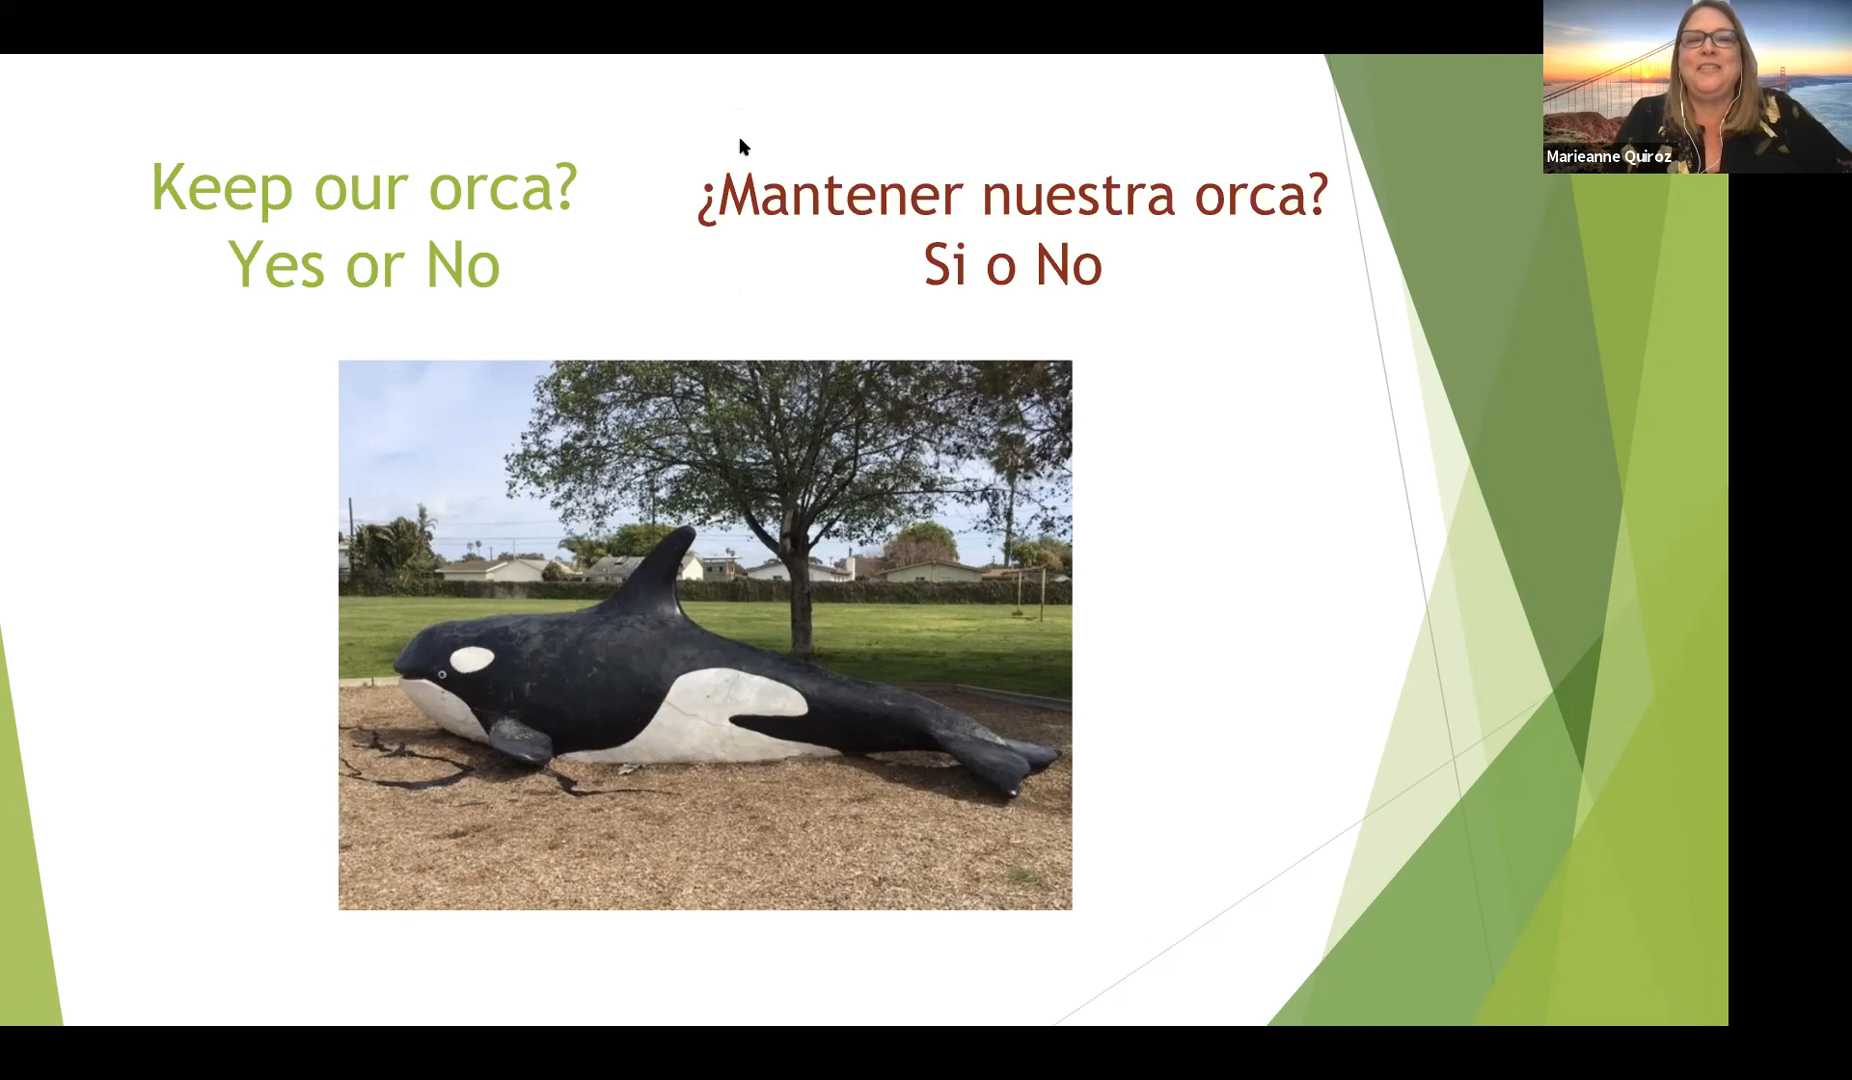 Keep our orca?
Yes or No
¿Mantener nuestra orca?
Si o No
Marieanne Quiroz